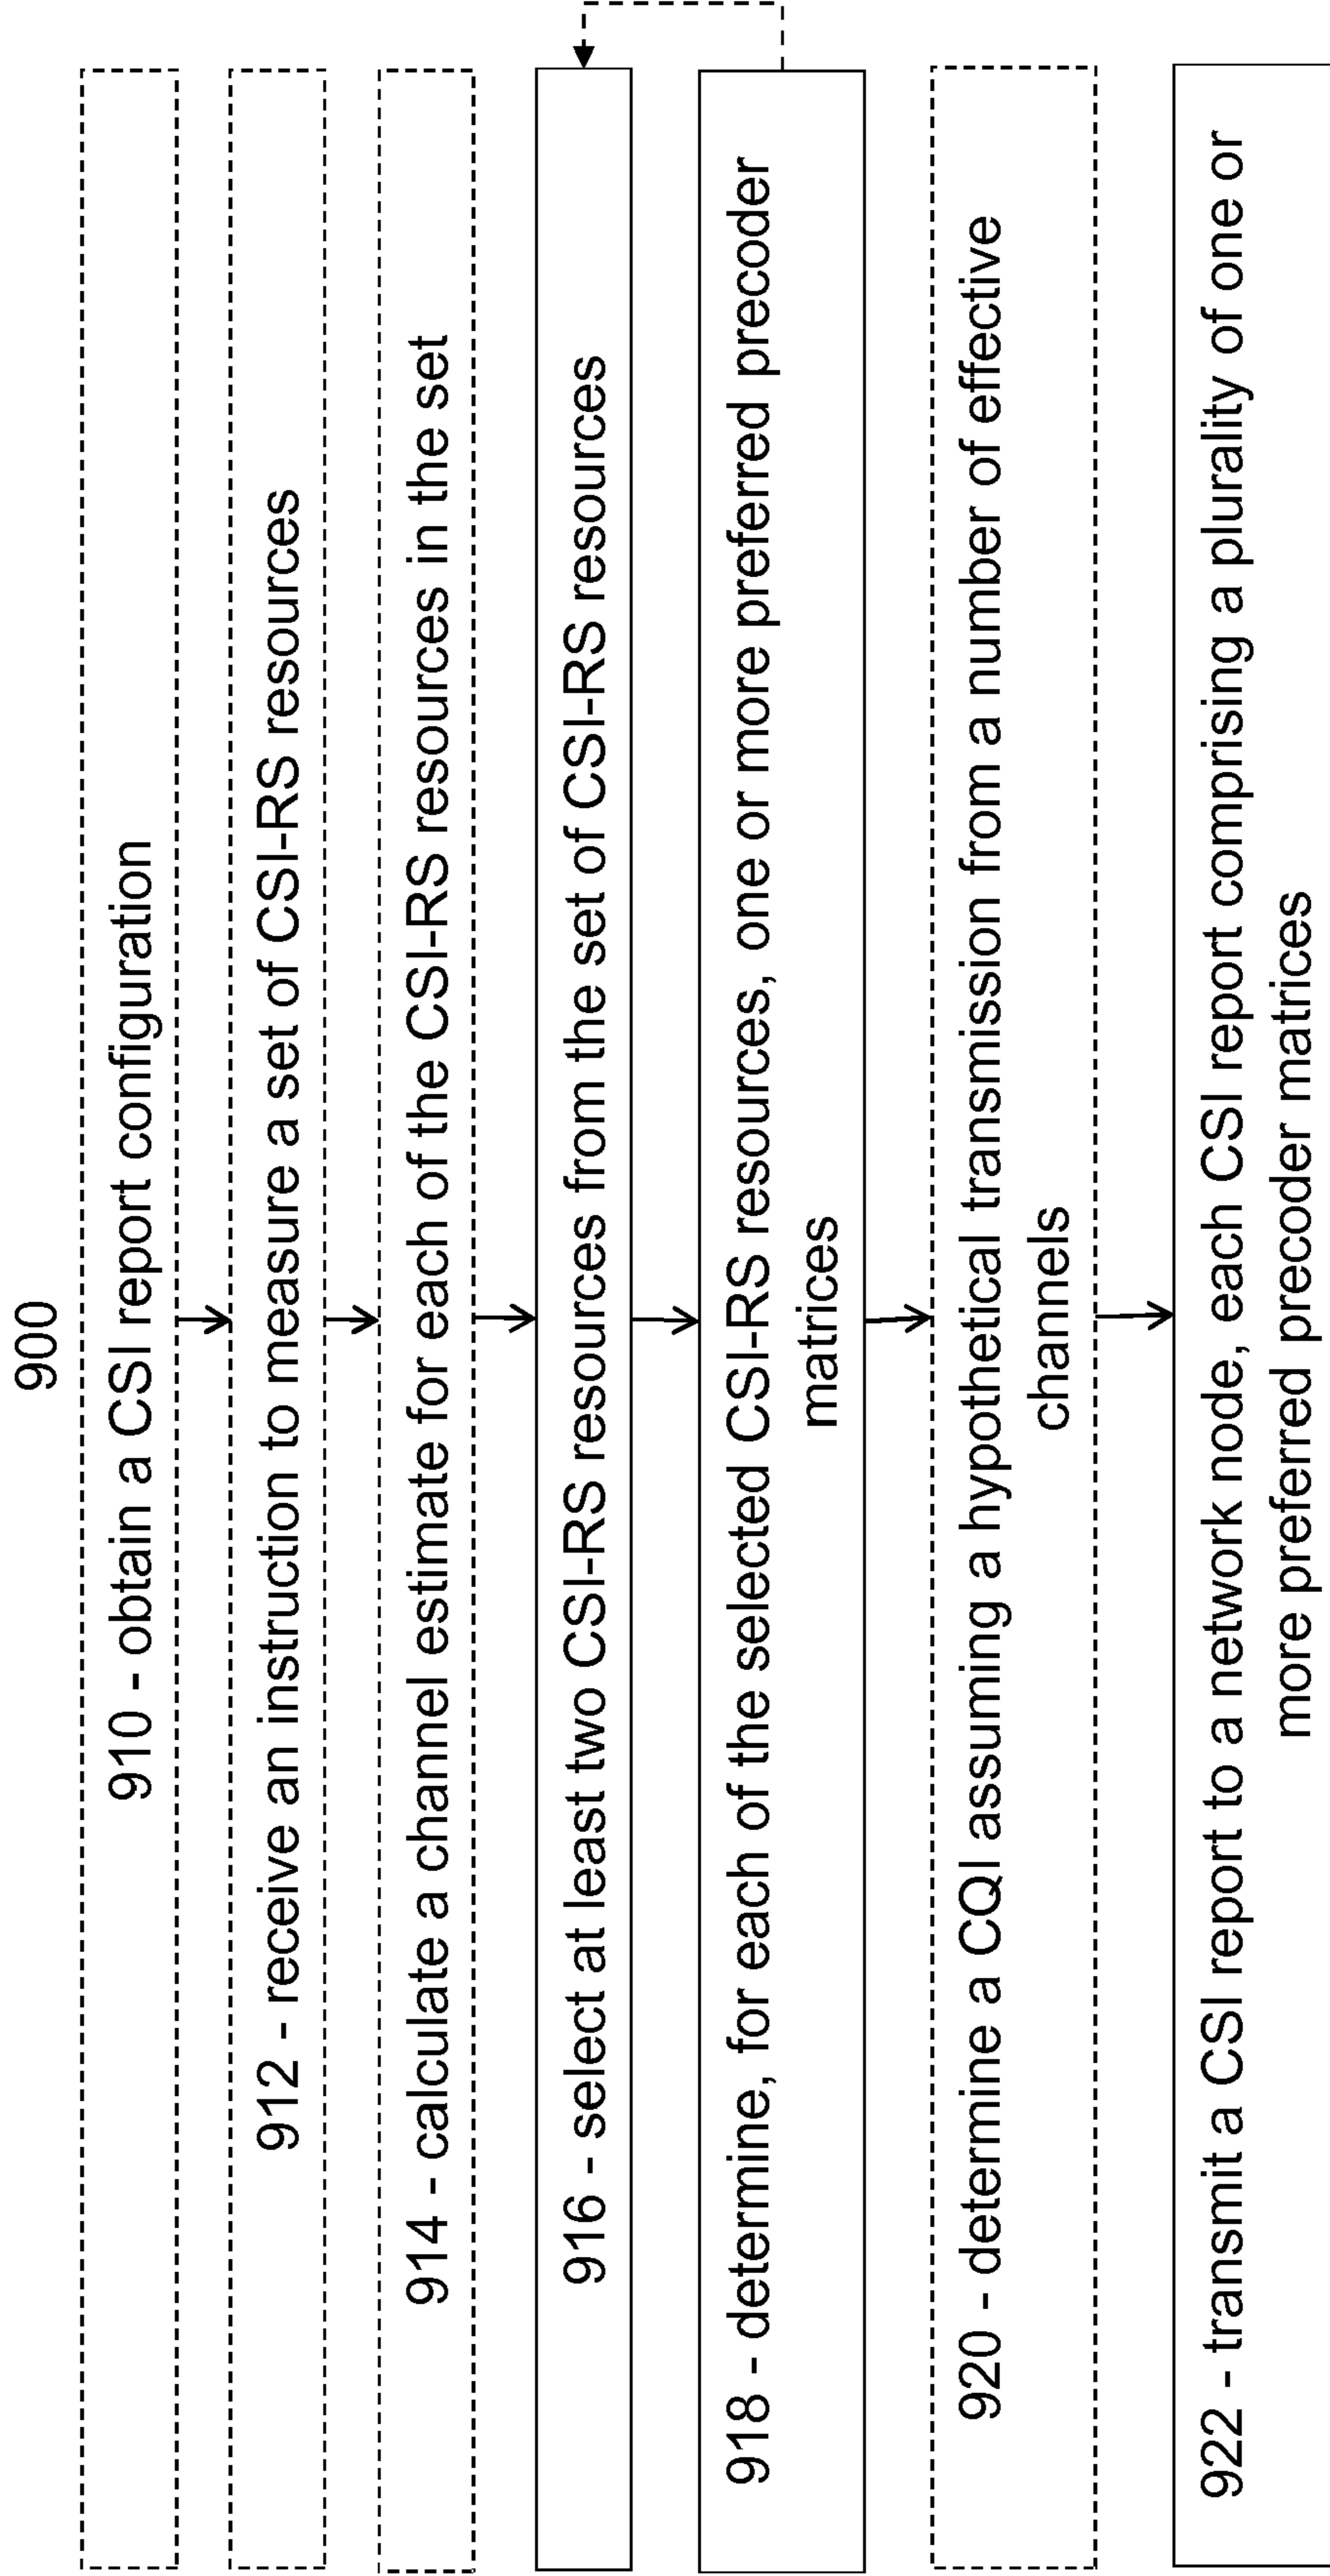 900
910 - obtain a CSI report configuration
912 - receive an instruction to measure a set of CSI-RS resources
914 - calculate a channel estimate for each of the CSI-RS resources in the set
916 - select at least two CSI-RS resources from the set of CSI-RS resources
918 - determine, for each of the selected CSI-RS resources, one or more preferred precoder
matrices
920 - determine a CQI assuming a hypothetical transmission from a number of effective
channels
922 - transmit a CSI report to a network node, each CSI report comprising a plurality of one or
more preferred precoder matrices